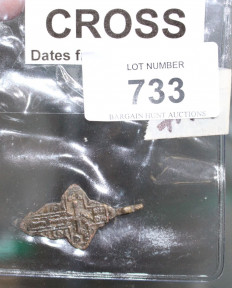 CROSS
Dates f
LOT NUMBER
733
BARGAIN HUNT AUCTIONS